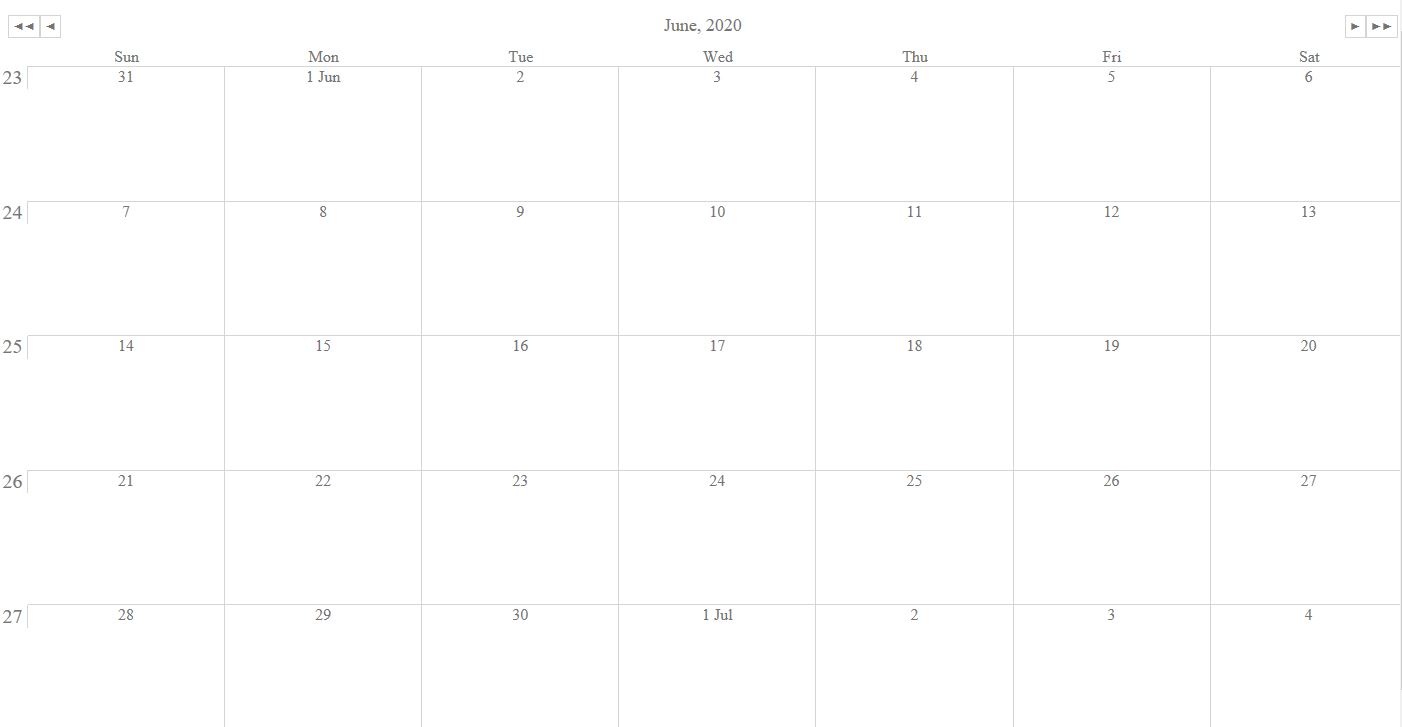 ◄◄ ◄ June, 2020 ► ►►
Sun Mon Tue Wed Thu Fri Sat
23 31 1 Jun 2 3 4 5 6
24 7 8 9 10 11 12 13
25 14 15 16 17 18 19 20
26 21 22 23 24 25 26 27
27 28 29 30 1 Jul 2 3 4